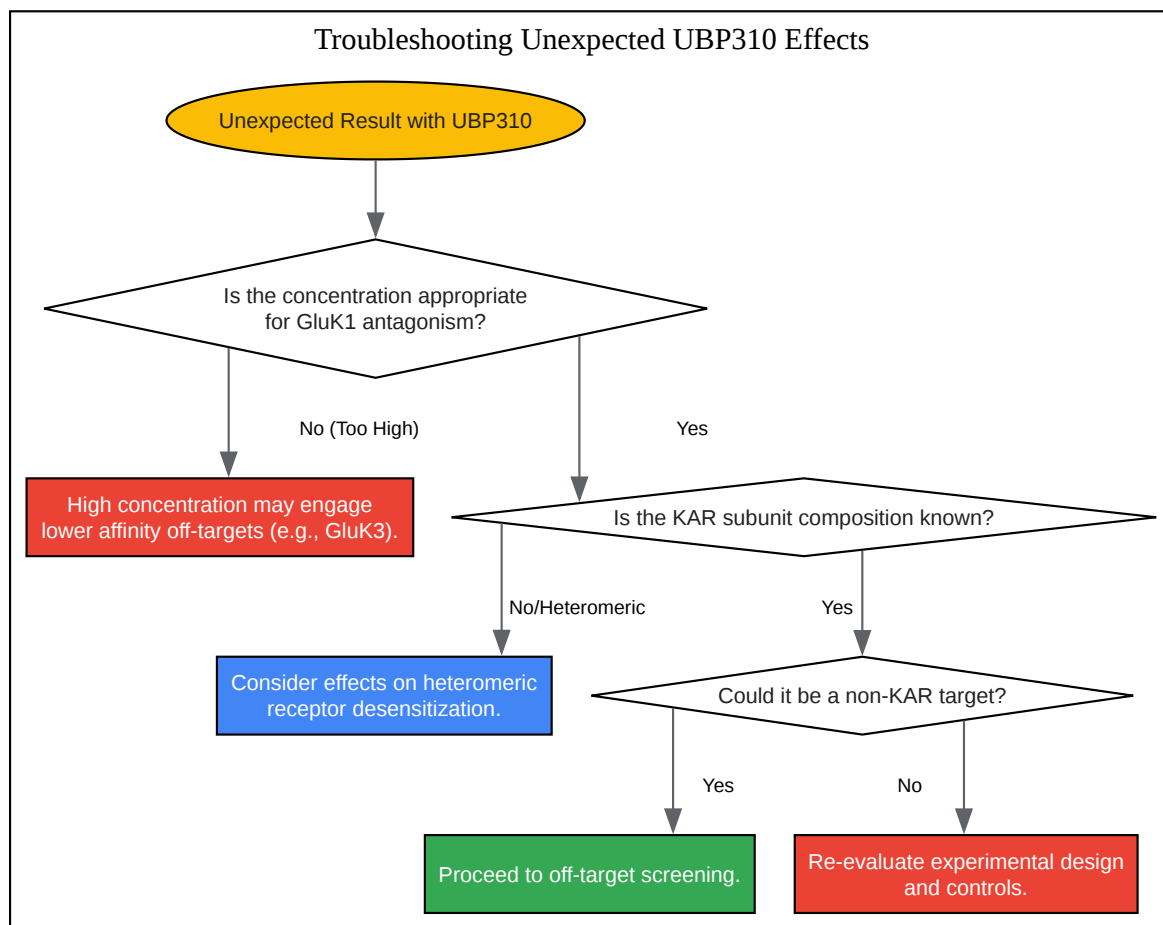 Troubleshooting Unexpected UBP310 Effects
Unexpected Result with UBP310
Is the concentration appropriate
for GluK1 antagonism?
No (Too High)
Yes
High concentration may engage
lower affinity off-targets (e.g., GluK3).
Is the KAR subunit composition known?
No/Heteromeric
Yes
Consider effects on heteromeric
receptor desensitization.
Could it be a non-KAR target?
Yes
No
Proceed to off-target screening.
Re-evaluate experimental design
and controls.